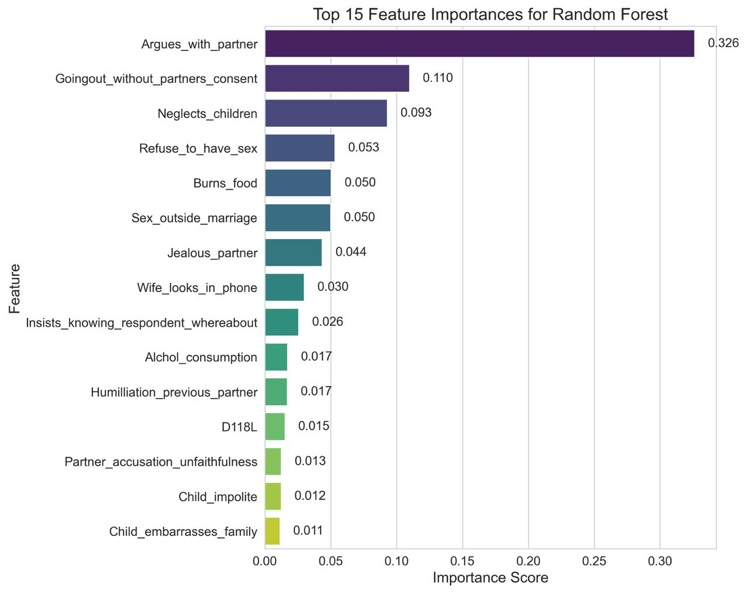 Top 15 Feature Importances for Random Forest
Argues_with_partner 0.326
Goingout_without_partners_consent 0.110
Neglects_children 0.093
Refuse_to_have_sex 0.053
Burns_food 0.050
Sex_outside_marriage 0.050
Jealous_partner 0.044
Wife_looks_in_phone 0.030
Insists_knowing_respondent_whereabout 0.026
Alchol_consumption 0.017
Humilliation_previous_partner 0.017
D118L 0.015
Partner_accusation_unfaithfulness 0.013
Child_impolite 0.012
Child_embarrasses_family 0.011
Feature
0.00 0.05 0.10 0.15 0.20 0.25 0.30
Importance Score